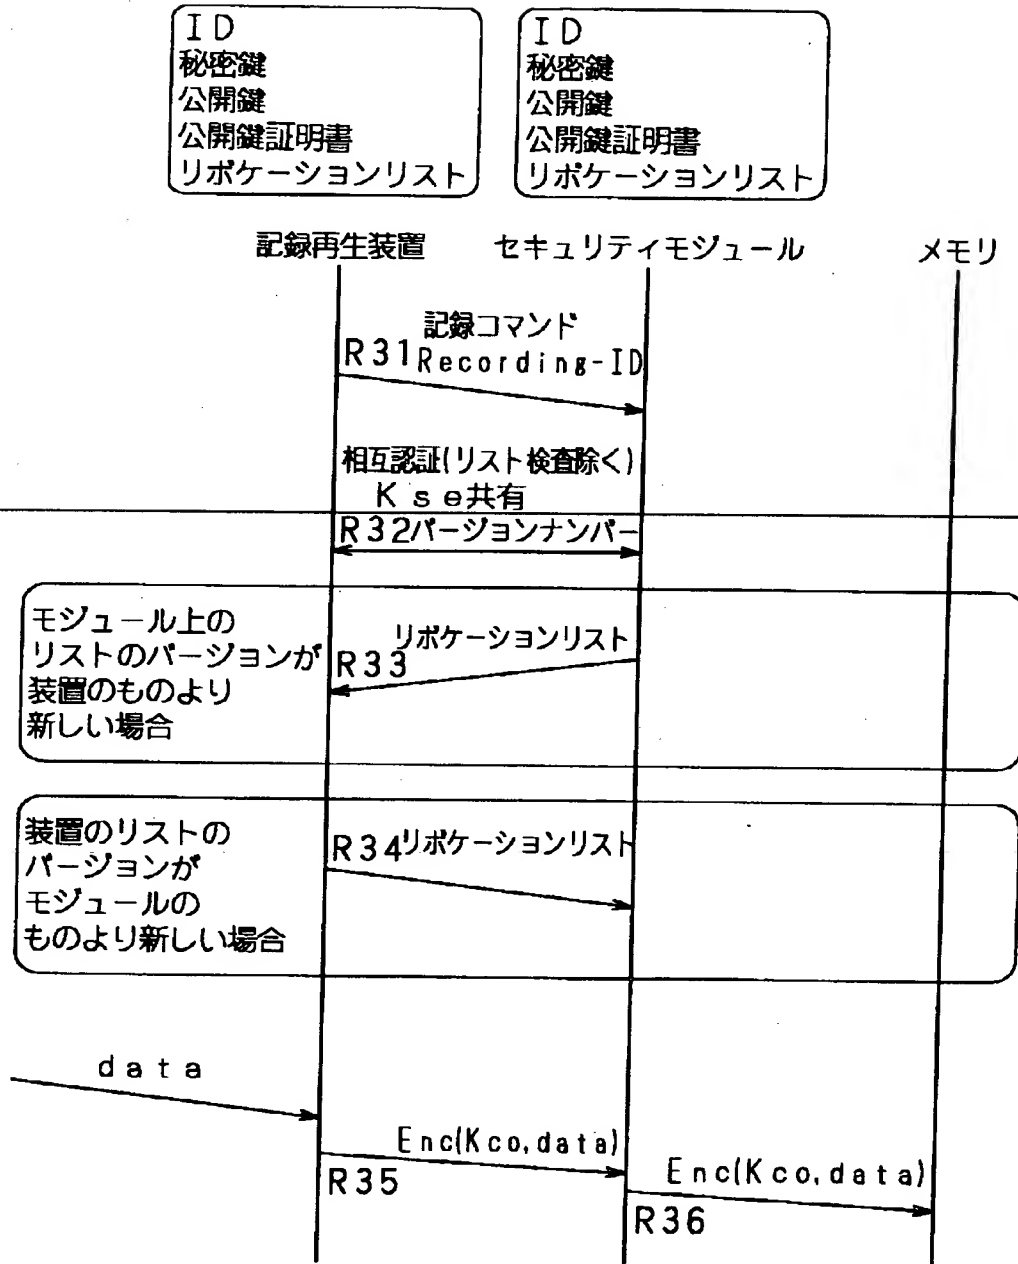 ID
秘密鍵
公開鍵
公開鍵証明書
リボケーションリスト
ID
秘密鍵
公開鍵
公開鍵証明書
リボケーションリスト
記録再生装置
セキュリティモジュール
メモリ
記録コマンド
R31 Recording-ID
相互認証(リスト検査除く)
Kse共有
R32 バージョンナンバー
モジュール上の
リストのバージョンが
装置のものより
新しい場合
リボケーションリスト
R33
装置のリストの
バージョンが
モジュールの
ものより新しい場合
R34 リボケーションリスト
data
Enc(Kco,data)
R35
Enc(Kco,data)
R36